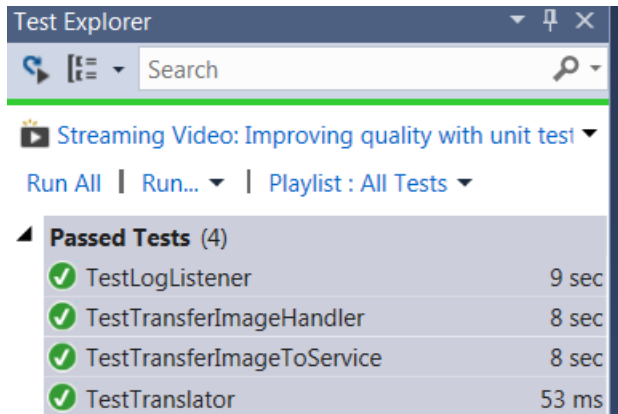 Test Explorer
Search
Streaming Video: Improving quality with unit test
Run All | Run... | Playlist : All Tests
Passed Tests (4)
TestLogListener 9 sec
TestTransferImageHandler 8 sec
TestTransferImageToService 8 sec
TestTranslator 53 ms